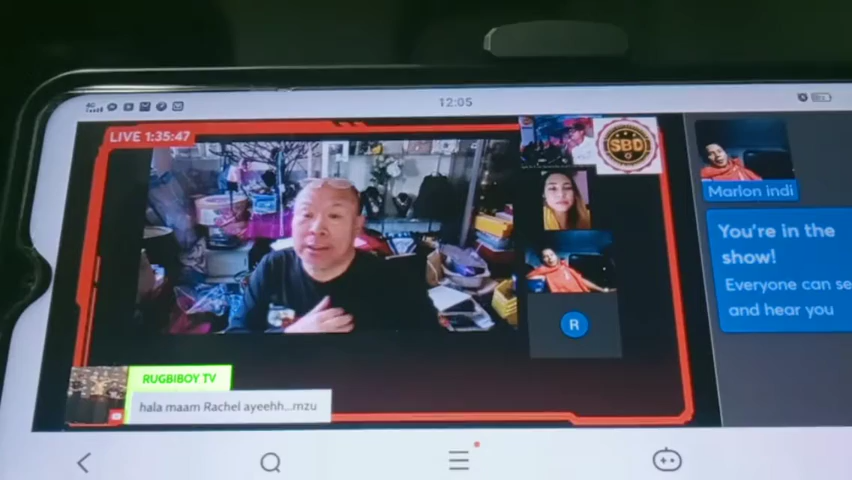 12:05
LIVE 1:35:47
SBD
Marlon indi
You're in the
show!
Everyone can se
and hear you
R
RUGBIBOY TV
hala maam Rachel ayeehh...mzu